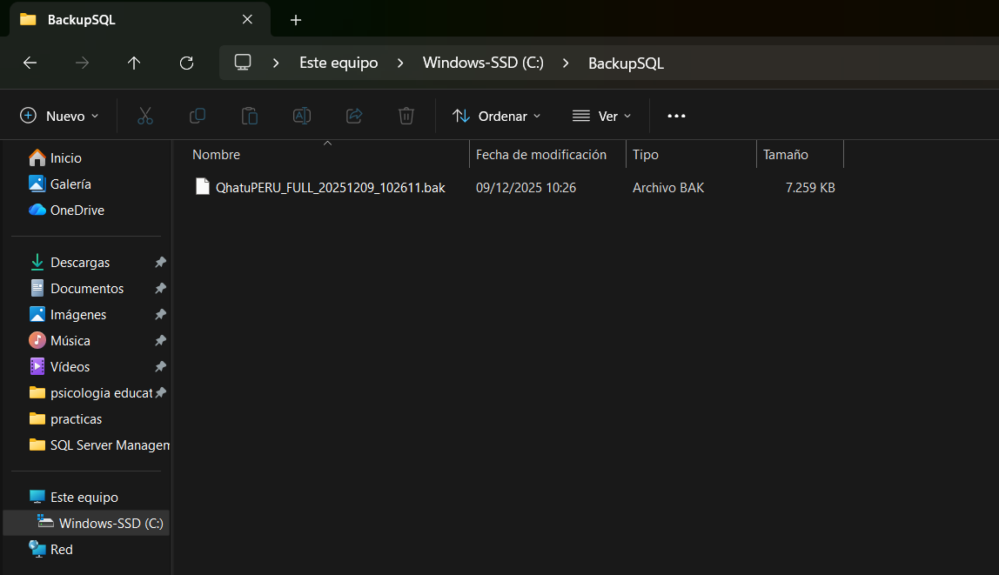 BackupSQL
Este equipo > Windows-SSD (C:) > BackupSQL
Nuevo Ordenar Ver
Nombre Fecha de modificación Tipo Tamaño
QhatuPERU_FULL_20251209_102611.bak 09/12/2025 10:26 Archivo BAK 7.259 KB
Inicio
Galería
OneDrive
Descargas
Documentos
Imágenes
Música
Vídeos
psicologia educat
practicas
SQL Server Managem
Este equipo
Windows-SSD (C:)
Red